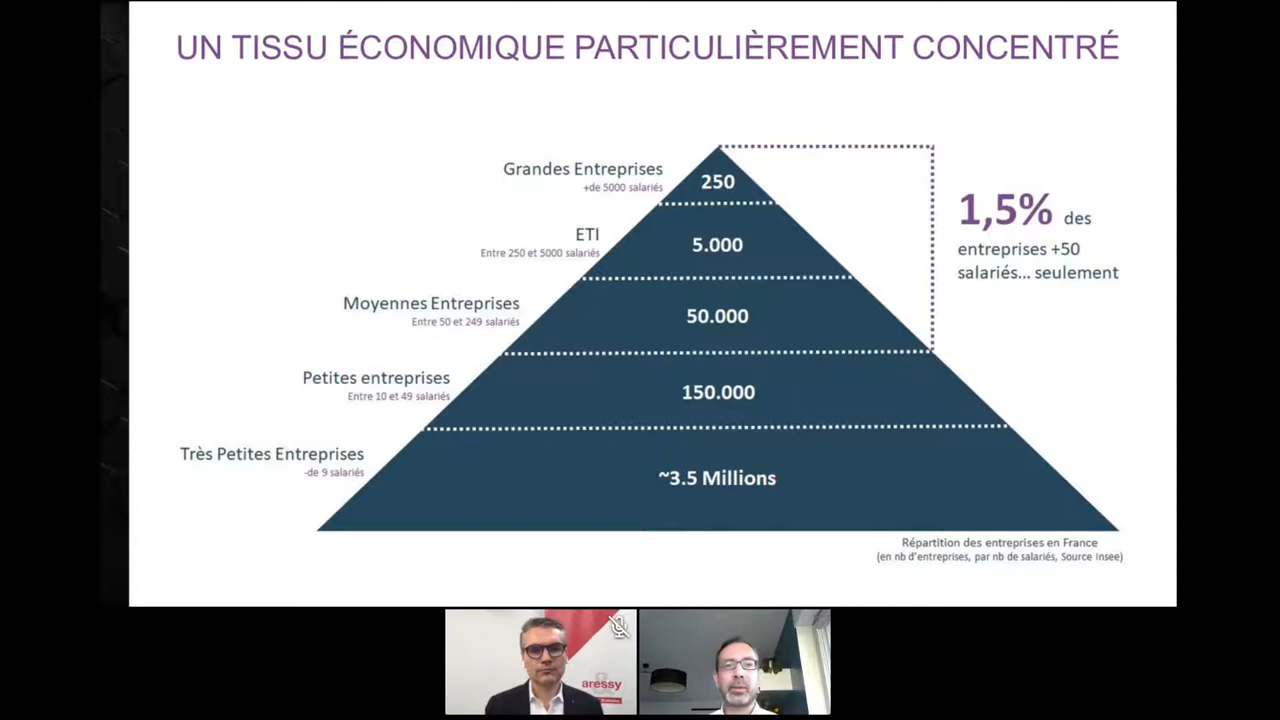 UN TISSU ÉCONOMIQUE PARTICULIÈREMENT CONCENTRÉ
Grandes Entreprises
+de 5000 salariés
250
ETI
Entre 250 et 5000 salariés
5.000
1,5% des
entreprises +50
salariés... seulement
Moyennes Entreprises
Entre 50 et 249 salariés
50.000
Petites entreprises
Entre 10 et 49 salariés
150.000
Très Petites Entreprises
-de 9 salariés
~3.5 Millions
Répartition des entreprises en France
(en nb d'entreprises, par nb de salariés, Source Insee)
aressy